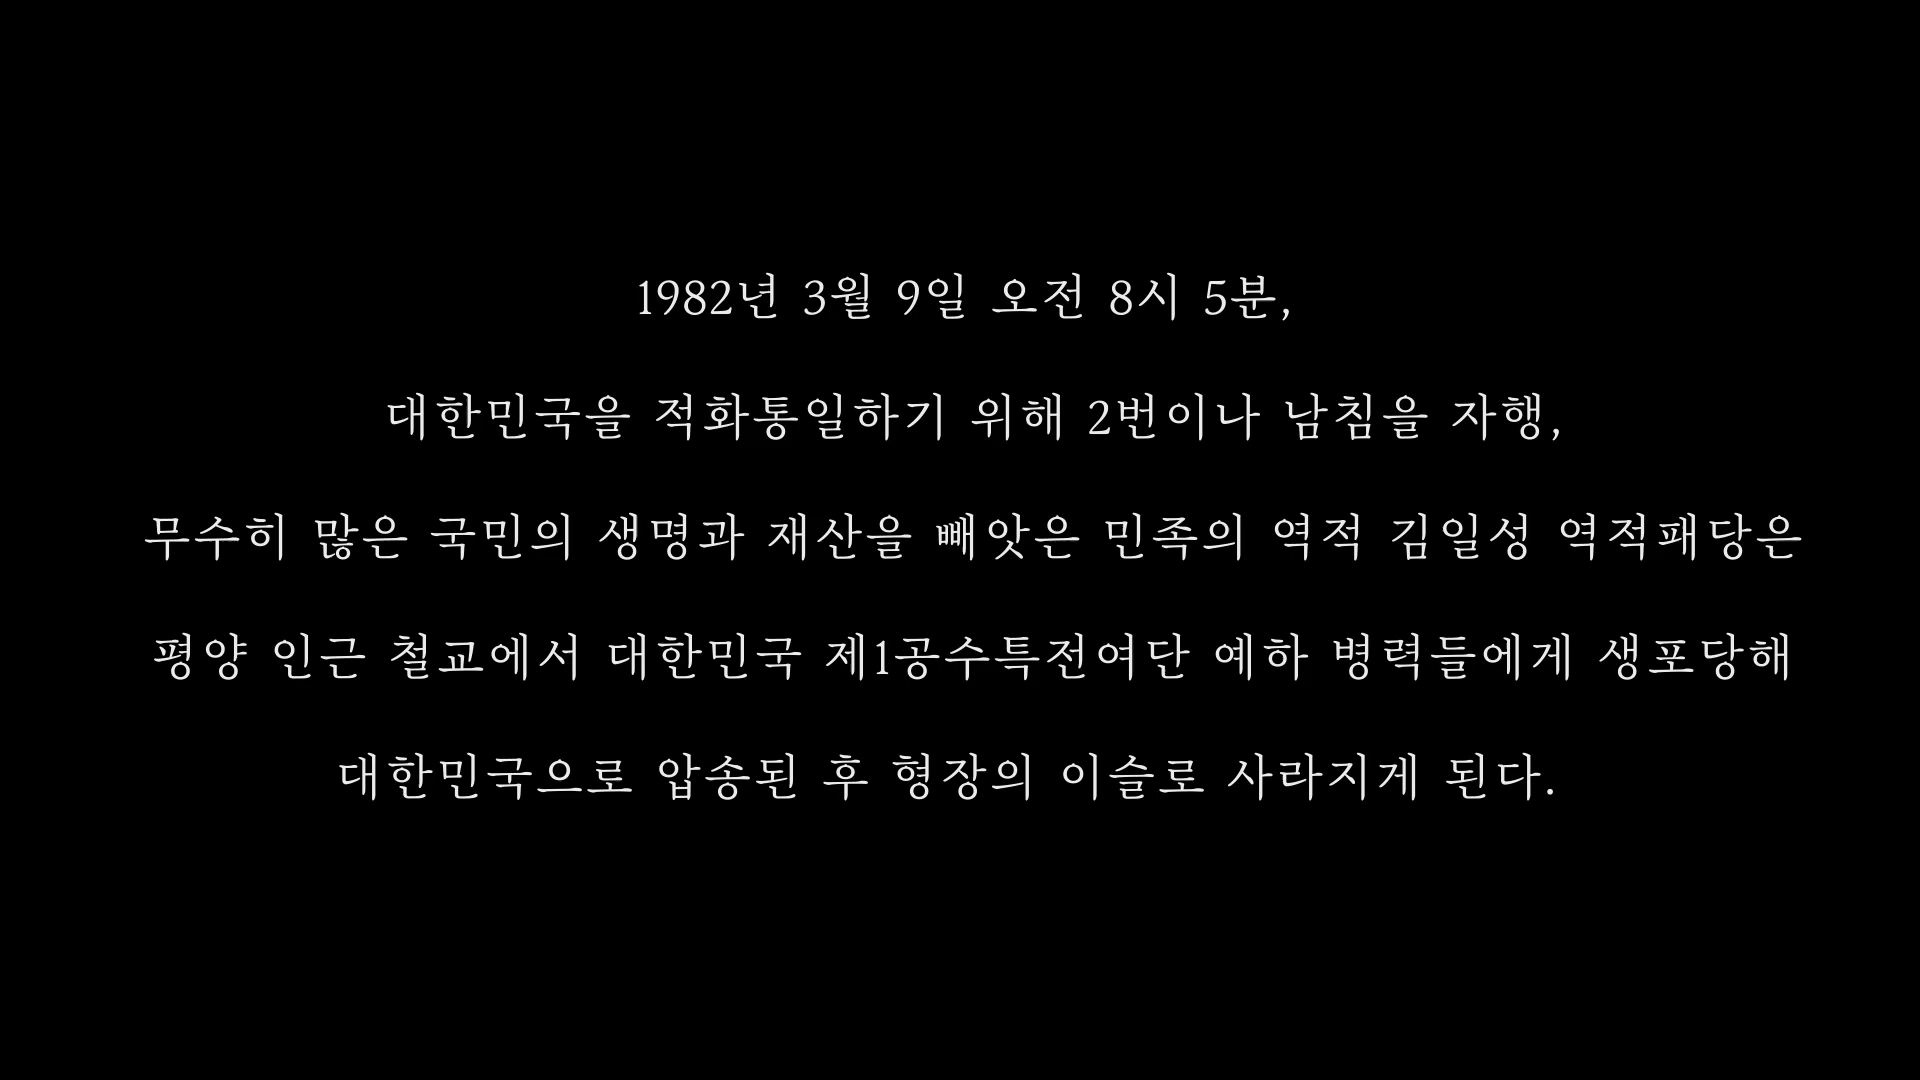 1982년 3월 9일 오전 8시 5분,
대한민국을 적화통일하기 위해 2번이나 남침을 자행,
무수히 많은 국민의 생명과 재산을 빼앗은 민족의 역적 김일성 역적패당은
평양 인근 철교에서 대한민국 제1공수특전여단 예하 병력들에게 생포당해
대한민국으로 압송된 후 형장의 이슬로 사라지게 된다.